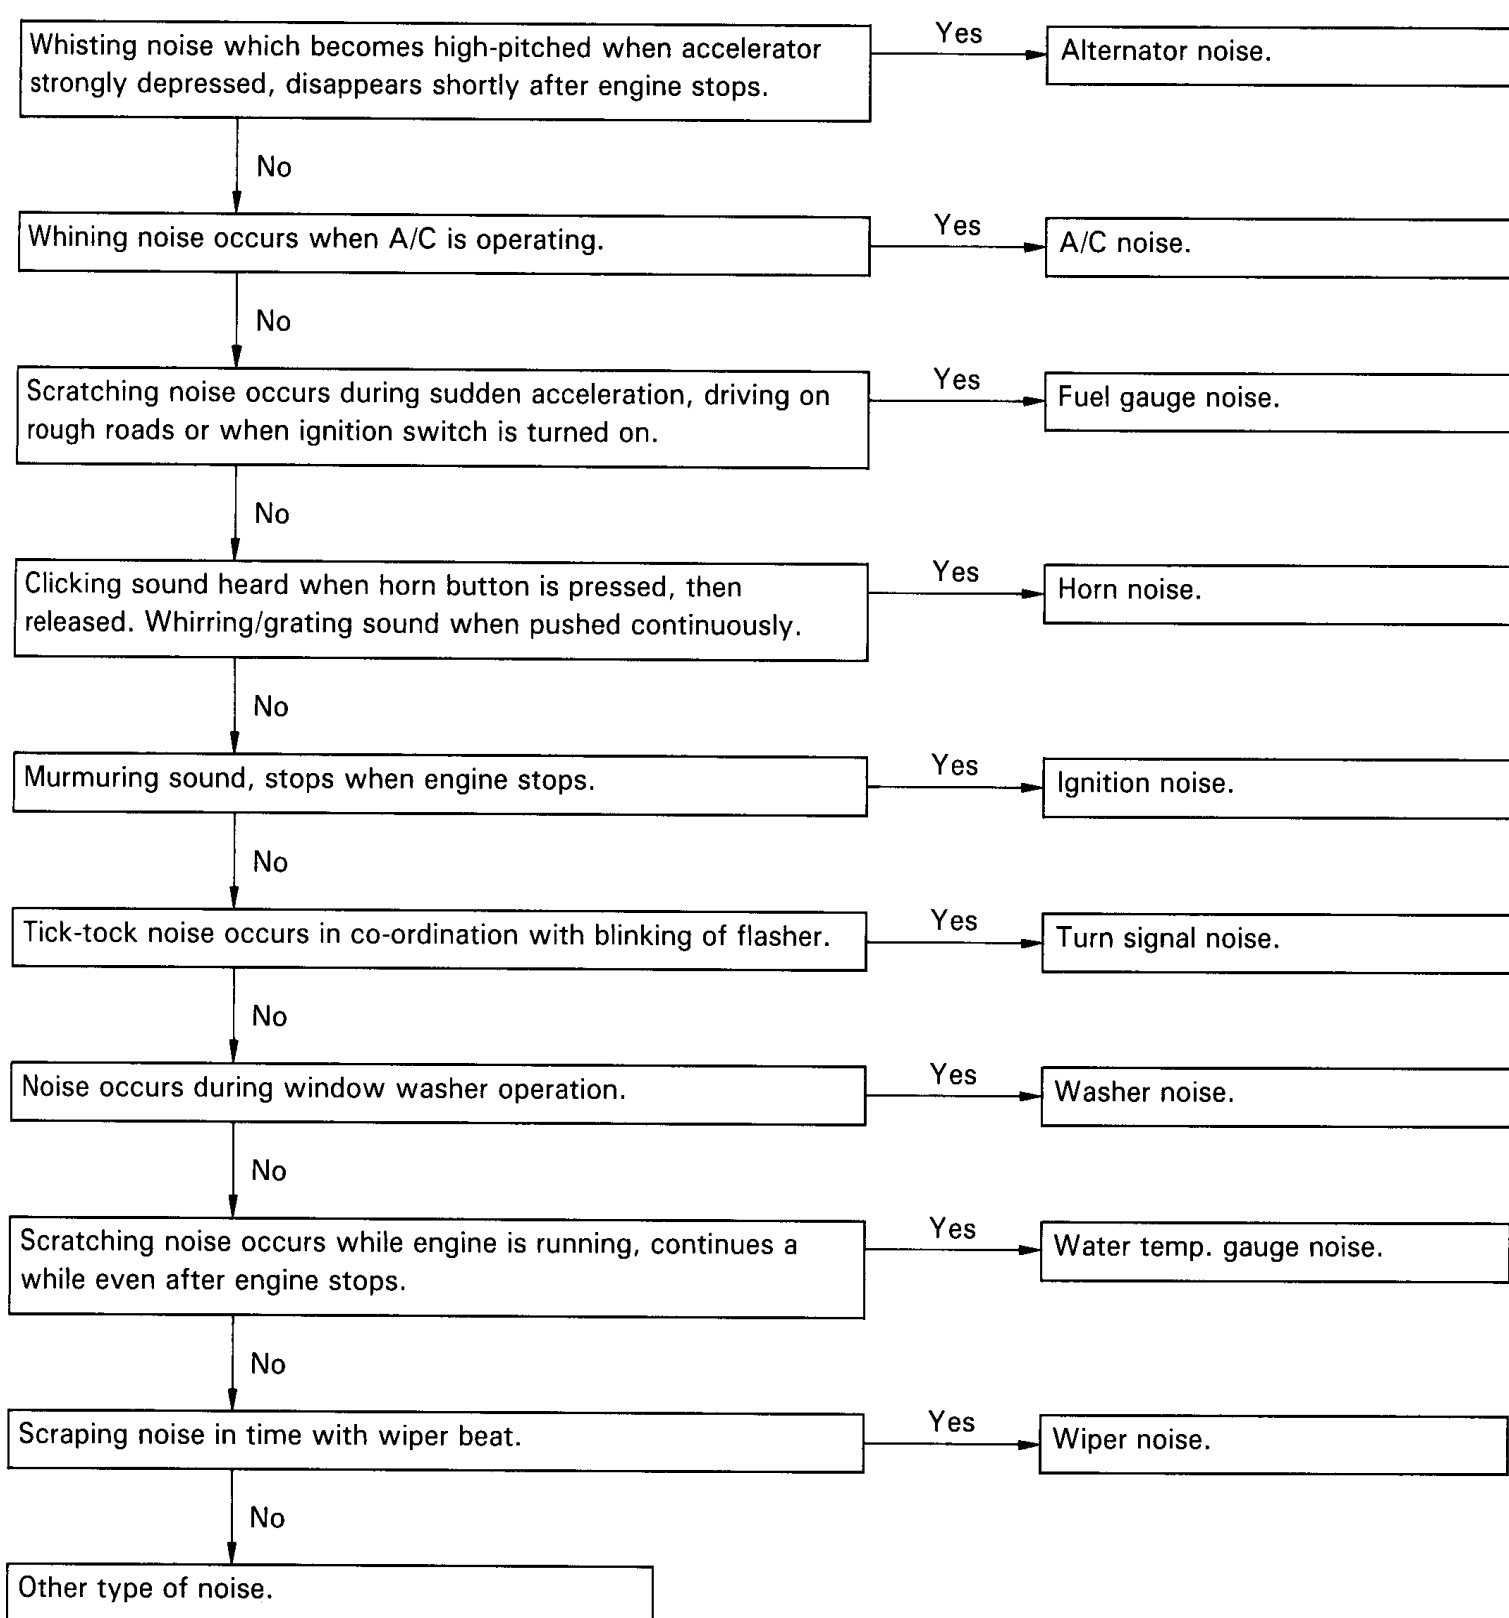 Whisting noise which becomes high-pitched when accelerator
strongly depressed, disappears shortly after engine stops.
Yes
Alternator noise.
No
Whining noise occurs when A/C is operating.
Yes
A/C noise.
No
Scratching noise occurs during sudden acceleration, driving on
rough roads or when ignition switch is turned on.
Yes
Fuel gauge noise.
No
Clicking sound heard when horn button is pressed, then
released. Whirring/grating sound when pushed continuously.
Yes
Horn noise.
No
Murmuring sound, stops when engine stops.
Yes
Ignition noise.
No
Tick-tock noise occurs in co-ordination with blinking of flasher.
Yes
Turn signal noise.
No
Noise occurs during window washer operation.
Yes
Washer noise.
No
Scratching noise occurs while engine is running, continues a
while even after engine stops.
Yes
Water temp. gauge noise.
No
Scraping noise in time with wiper beat.
Yes
Wiper noise.
No
Other type of noise.